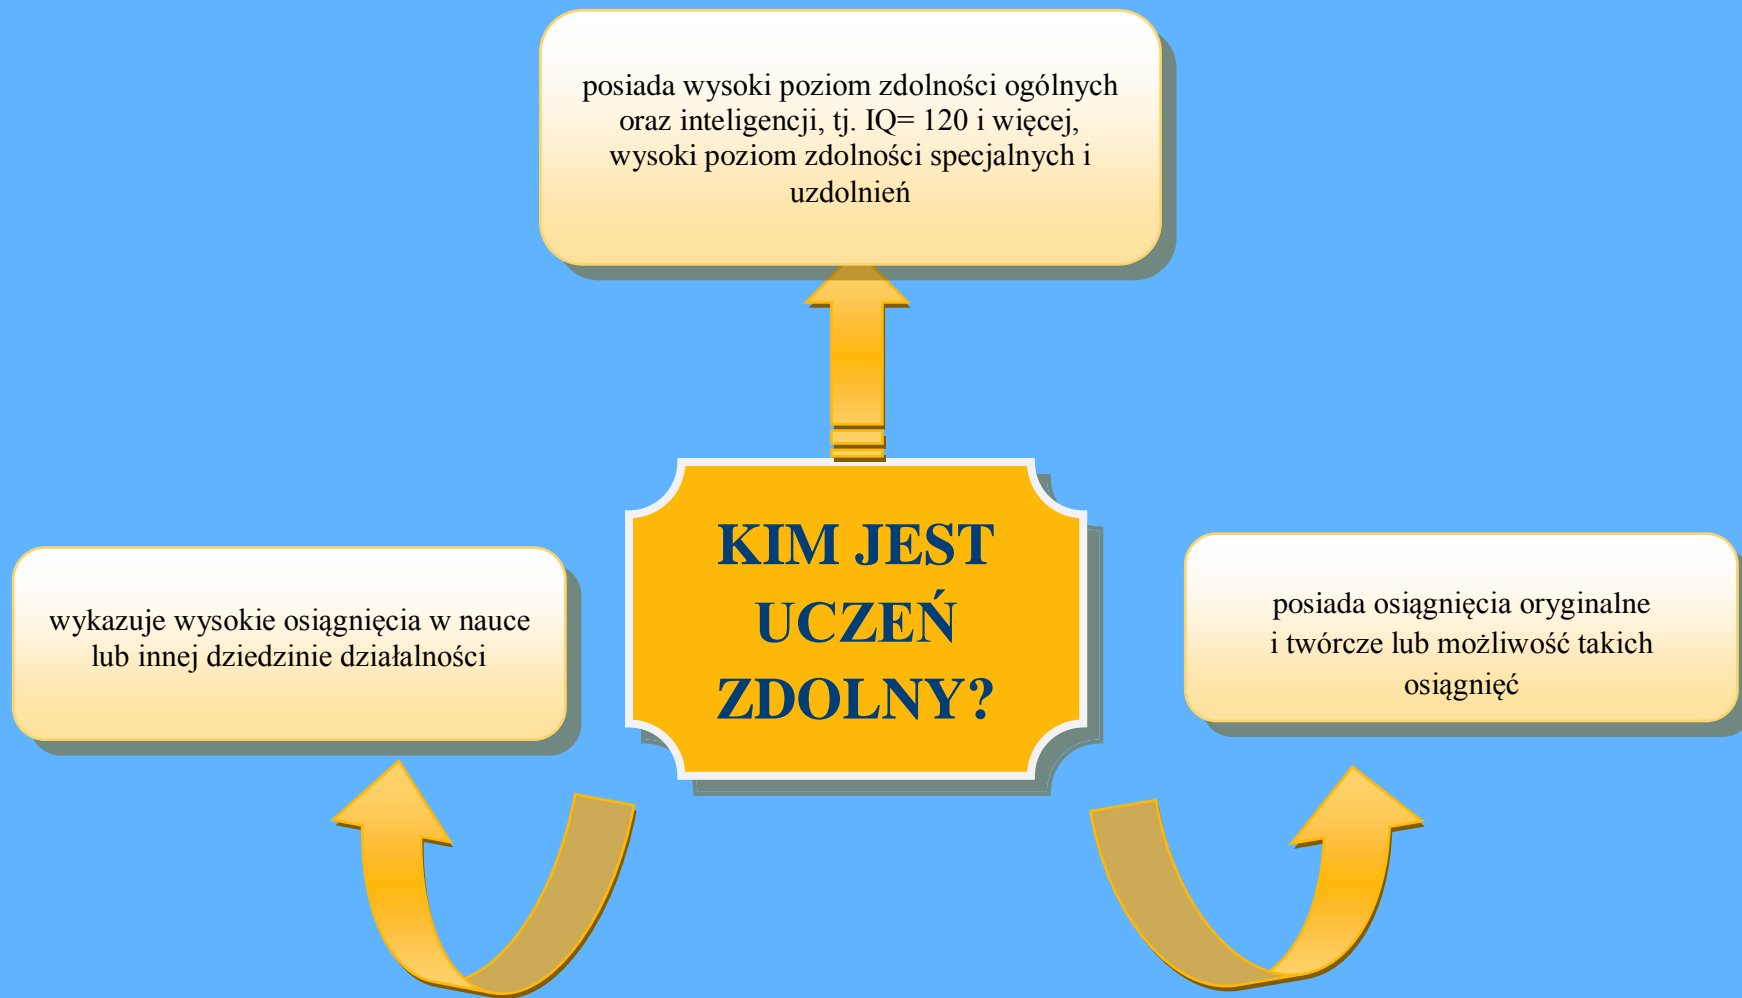 posiada wysoki poziom zdolności ogólnych
oraz inteligencji, tj. IQ= 120 i więcej,
wysoki poziom zdolności specjalnych i
uzdolnień
KIM JEST
UCZEŃ
ZDOLNY?
wykazuje wysokie osiągnięcia w nauce
lub innej dziedzinie działalności
posiada osiągnięcia oryginalne
i twórcze lub możliwość takich
osiągnięć